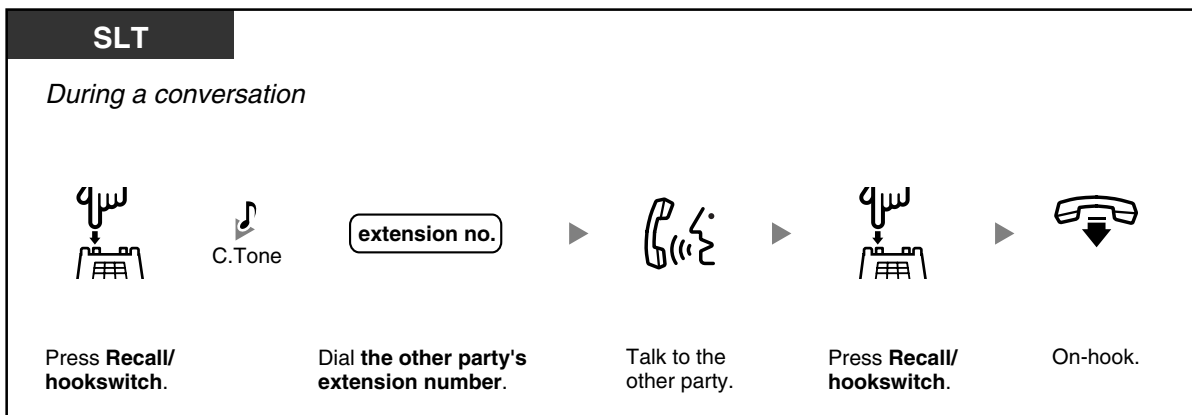 SLT
During a conversation
C.Tone
extension no.
Press Recall/
hookswitch.
Dial the other party's
extension number.
Talk to the
other party.
Press Recall/
hookswitch.
On-hook.